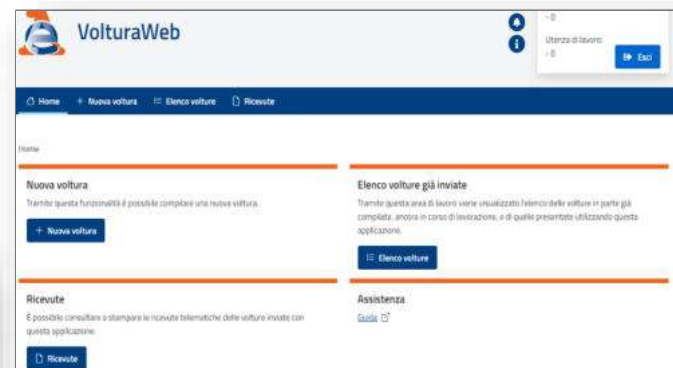 VolturaWeb
- 0
Utenza di lavoro:
- 0
Esci
Home
+ Nuova voltura
Elenco volture
Ricevute
Home
Nuova voltura
Tramite questa funzionalità è possibile compilare una nuova voltura.
+ Nuova voltura
Elenco volture già inviate
Tramite questa area di lavoro viene visualizzato l'elenco delle volture in parte già
compilate, ancora in corso di lavorazione, e di quelle presentate utilizzando questa
applicazione.
Elenco volture
Ricevute
È possibile consultare o stampare le ricevute telematiche delle volture inviate con
questa applicazione.
Ricevute
Assistenza
Guida